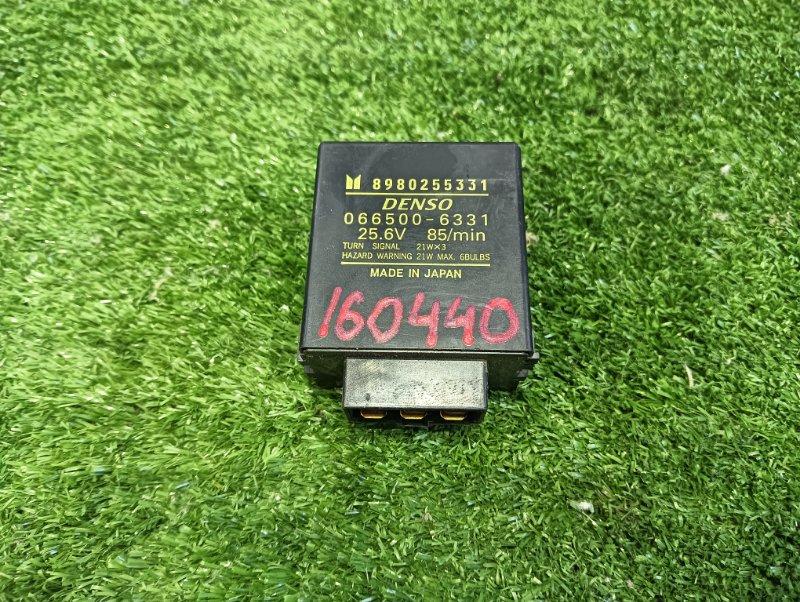 8980255331
DENSO
066500-6331
25.6V 85/min
TURN SIGNAL 21W×3
HAZARD WARNING 21W MAX. 6BULBS
MADE IN JAPAN
160440